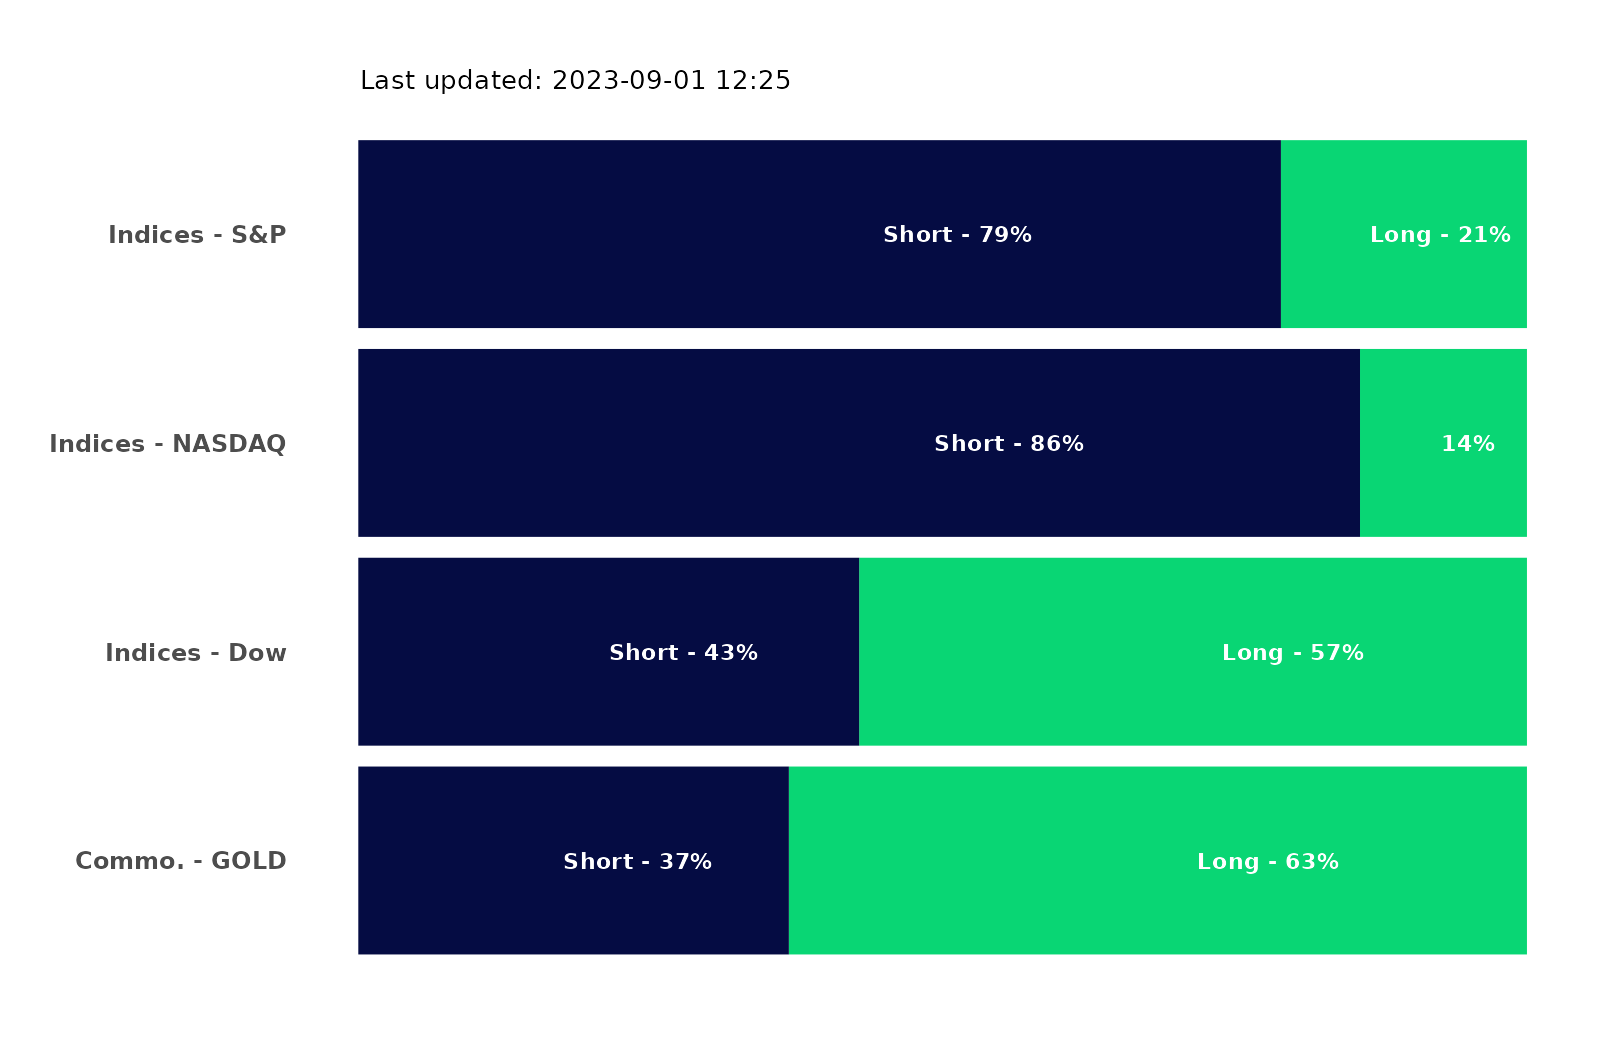 Last updated: 2023-09-01 12:25
Indices - S&P Short - 79% Long - 21%
Indices - NASDAQ Short - 86% 14%
Indices - Dow Short - 43% Long - 57%
Commo. - GOLD Short - 37% Long - 63%